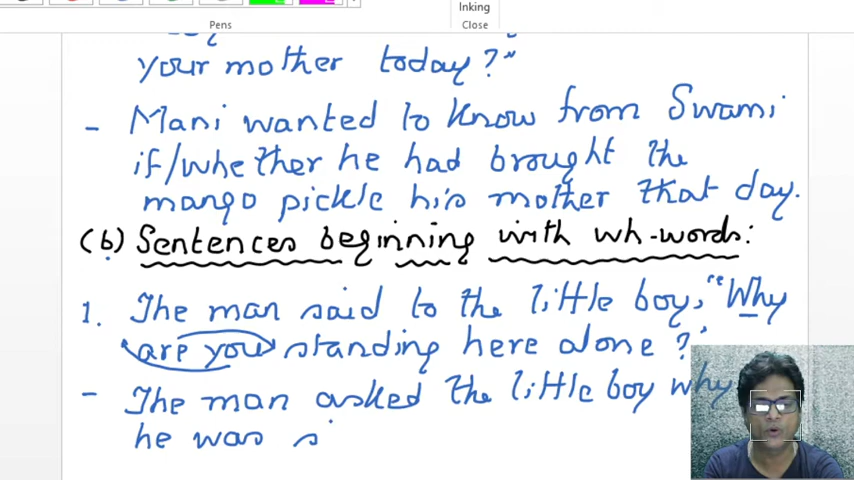 Inking
Pens
Close
your mother today?"
- Mani wanted to know from Swami
if/whether he had brought the
mango pickle his mother that day.
(b) Sentences beginning with wh-words:
1. The man said to the little boy, "Why
are you standing here alone?"
- The man asked the little boy why
he was s